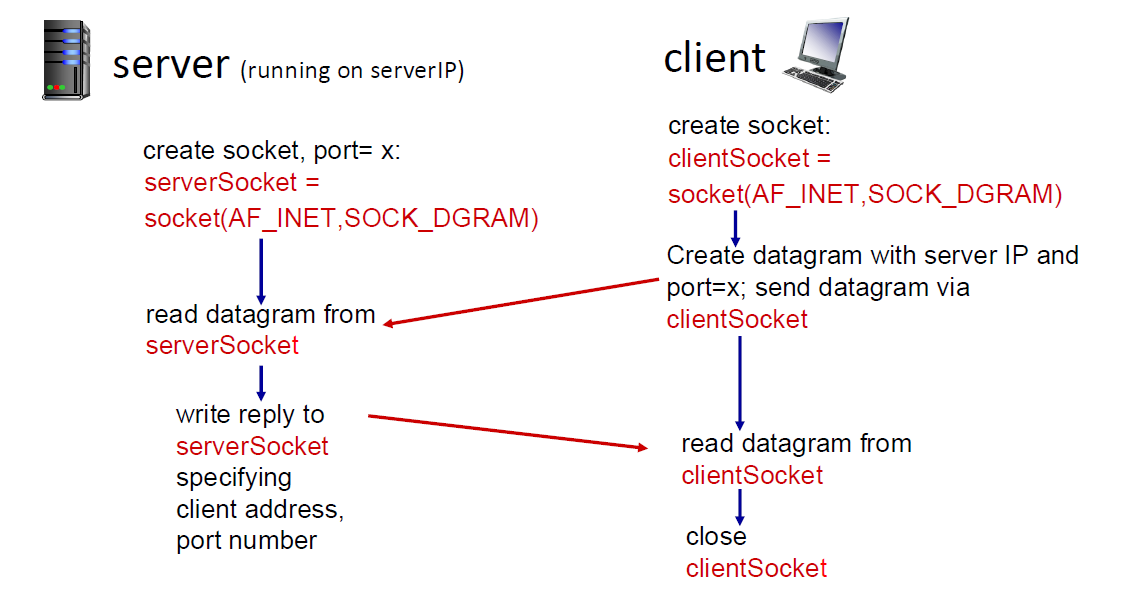 server (running on serverIP)
create socket, port= x:
serverSocket =
socket(AF_INET,SOCK_DGRAM)
read datagram from
serverSocket
write reply to
serverSocket
specifying
client address,
port number
client
create socket:
clientSocket =
socket(AF_INET,SOCK_DGRAM)
Create datagram with server IP and
port=x; send datagram via
clientSocket
read datagram from
clientSocket
close
clientSocket